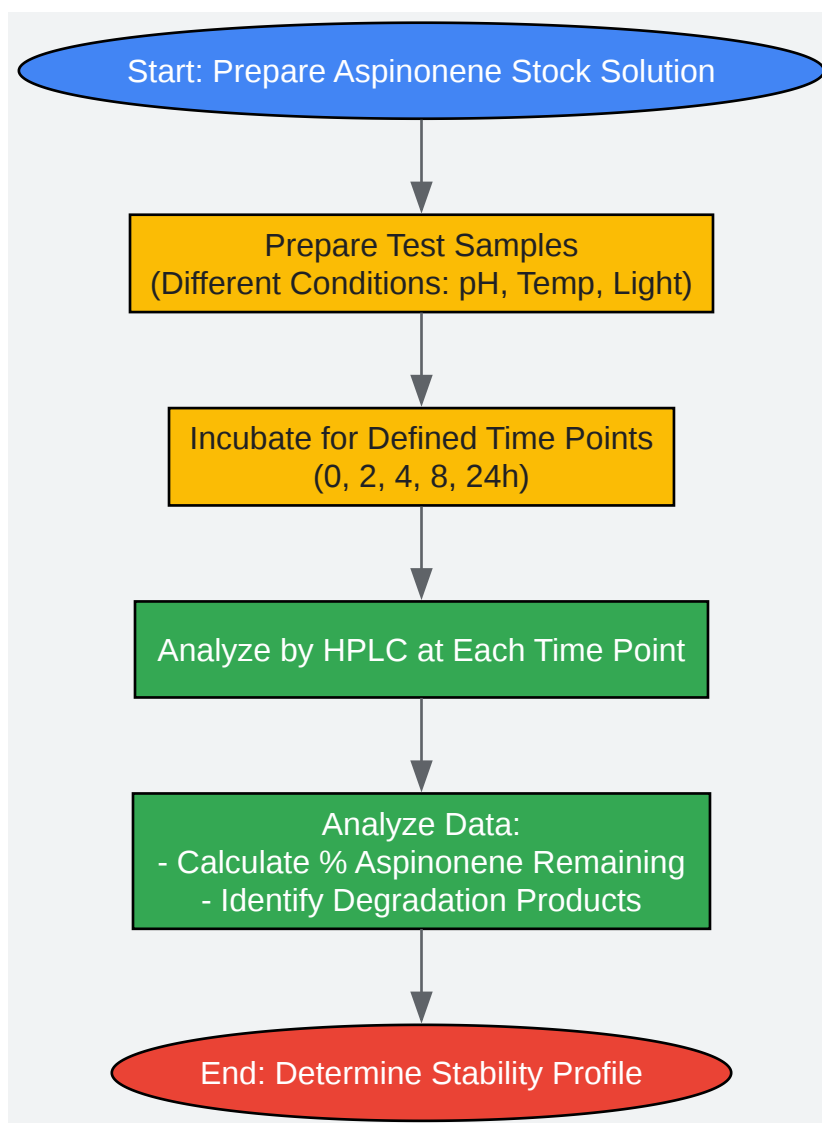 Start: Prepare Aspinonene Stock Solution
Prepare Test Samples
(Different Conditions: pH, Temp, Light)
Incubate for Defined Time Points
(0, 2, 4, 8, 24h)
Analyze by HPLC at Each Time Point
Analyze Data:
- Calculate % Aspinonene Remaining
- Identify Degradation Products
End: Determine Stability Profile